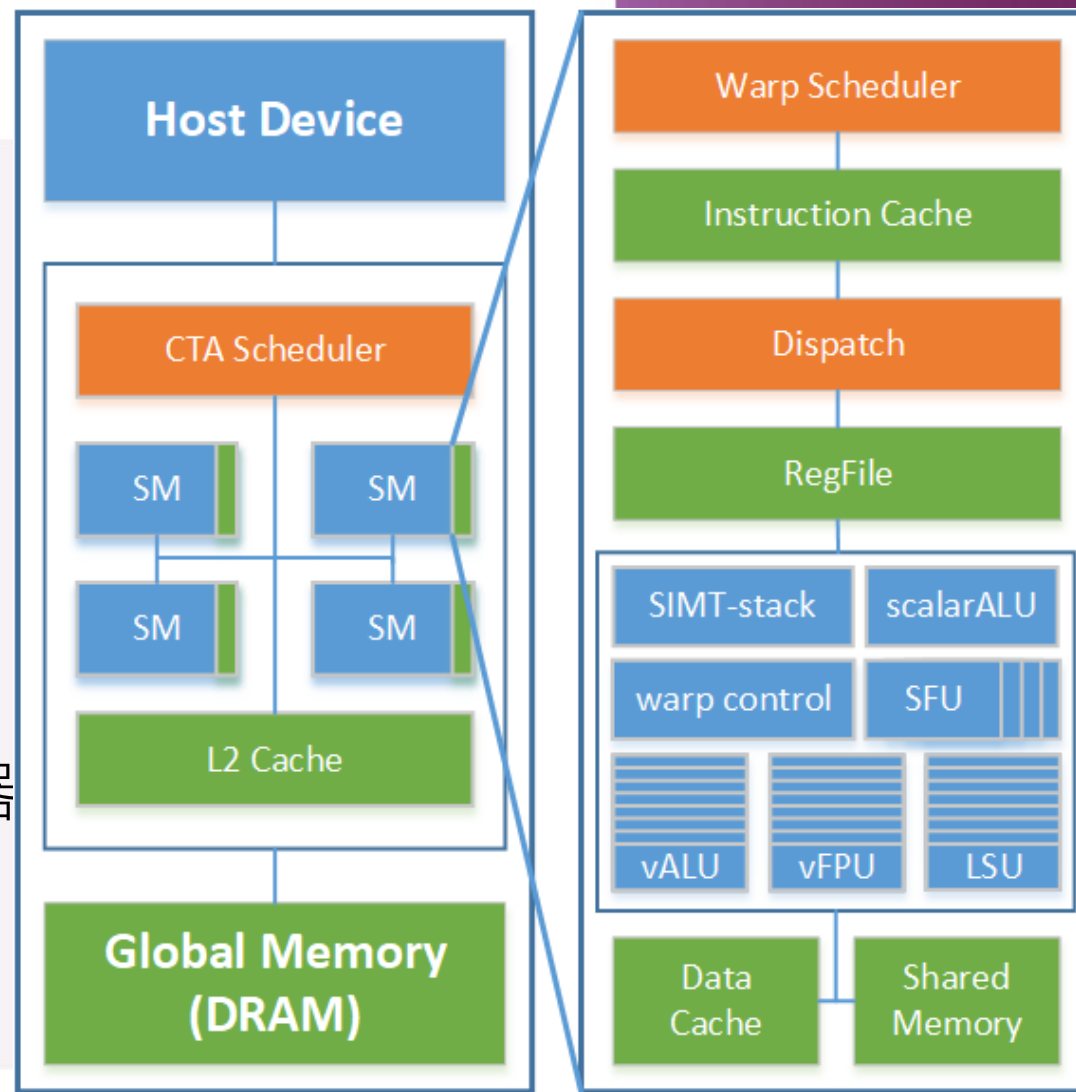 Host Device
CTA Scheduler
SM
SM
SM
SM
L2 Cache
Global Memory
(DRAM)
Warp Scheduler
Instruction Cache
Dispatch
RegFile
SIMT-stack
scalarALU
warp control
SFU
vALU
vFPU
LSU
Data
Cache
Shared
Memory